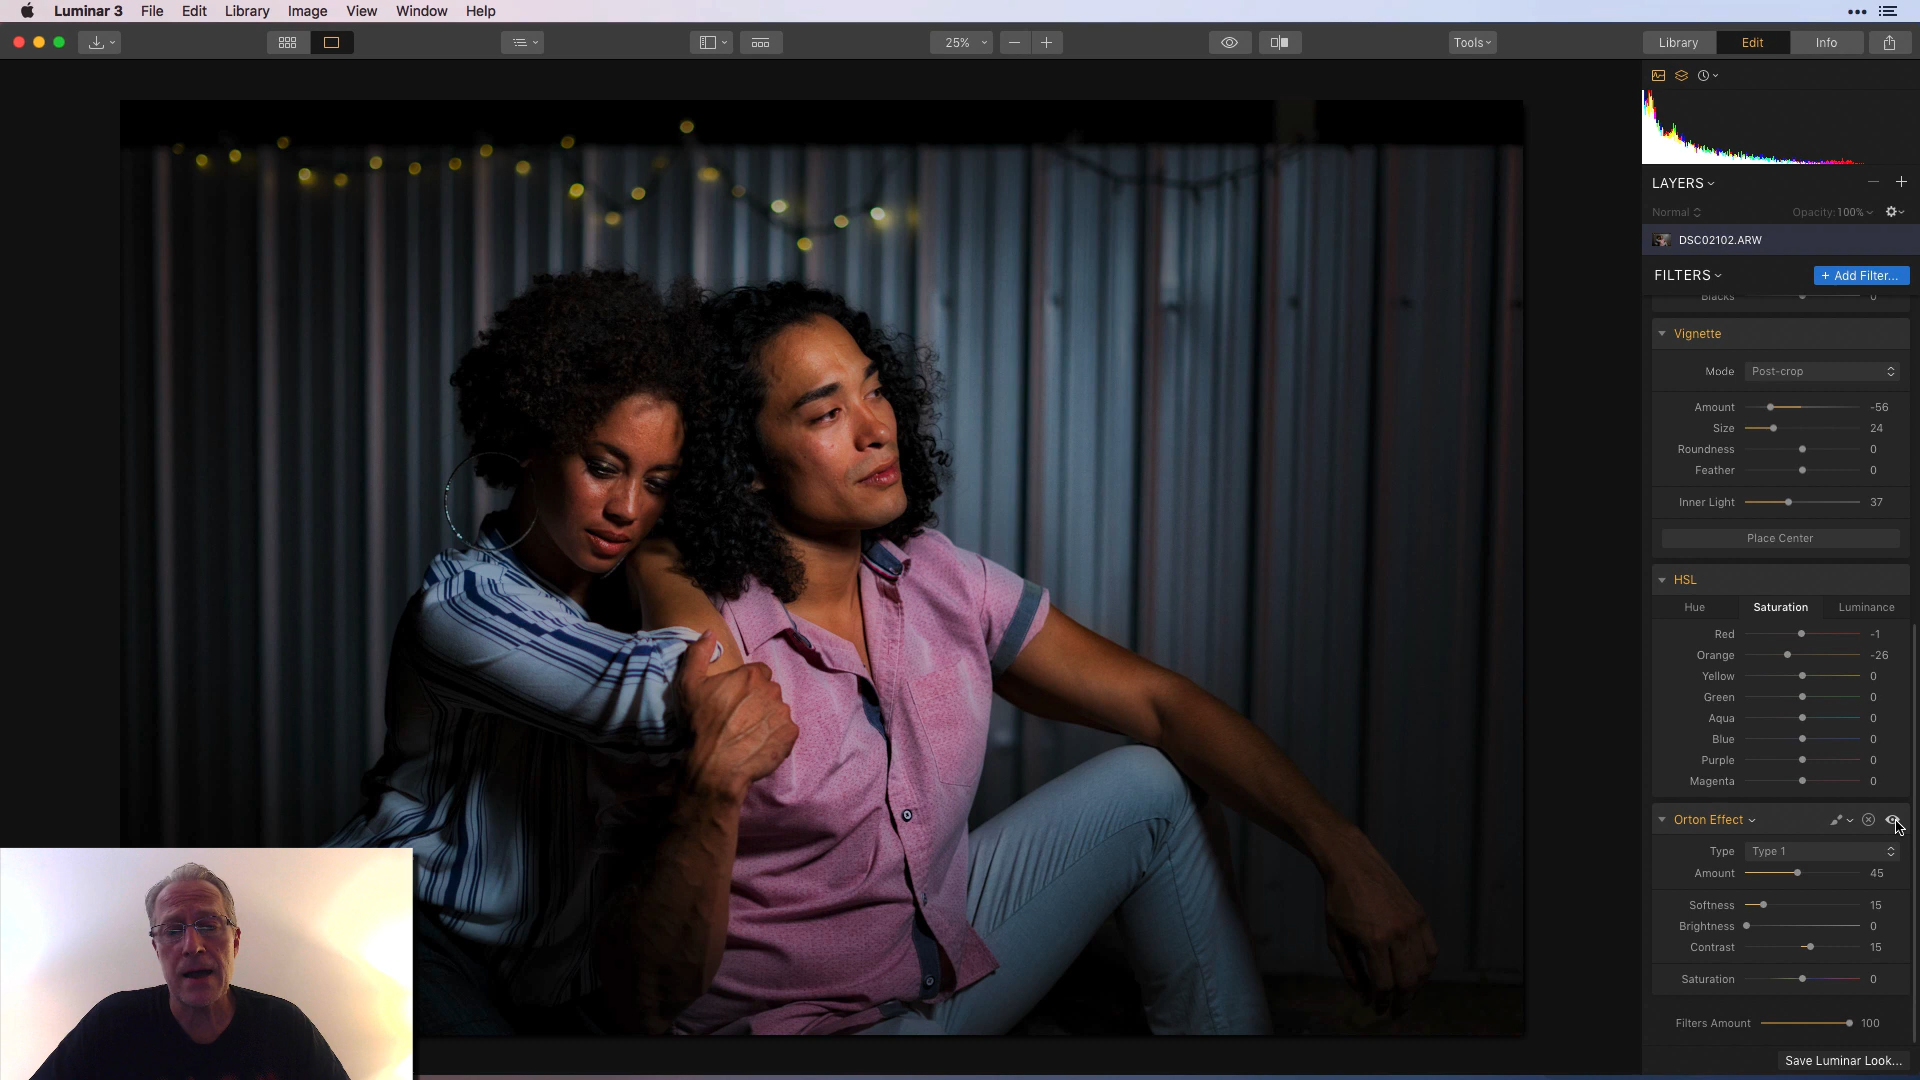 Luminar 3 File Edit Library Image View Window Help
25% Tools Library Edit Info
LAYERS
Normal Opacity: 100%
DSC02102.ARW
FILTERS + Add Filter...
Blacks 0
Vignette
Mode Post-crop
Amount -56
Size 24
Roundness 0
Feather 0
Inner Light 37
Place Center
HSL
Hue Saturation Luminance
Red -1
Orange -26
Yellow 0
Green 0
Aqua 0
Blue 0
Purple 0
Magenta 0
Orton Effect
Type Type 1
Amount 45
Softness 15
Brightness 0
Contrast 15
Saturation 0
Filters Amount 100
Save Luminar Look...